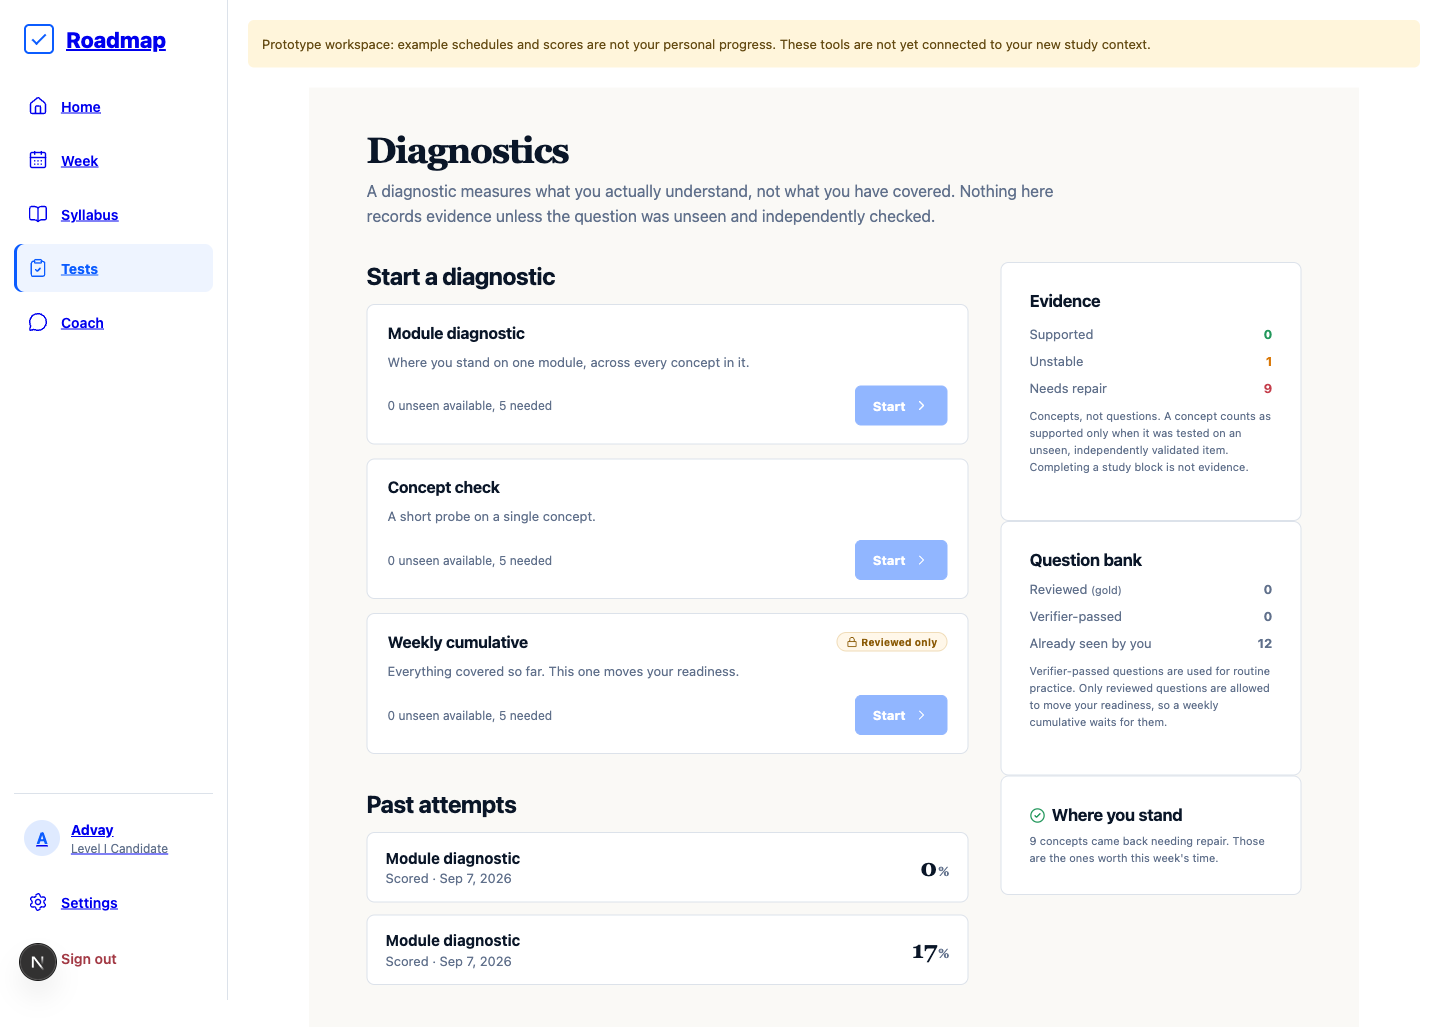 Roadmap
Home
Week
Syllabus
Tests
Coach
A
Advay
Level I Candidate
Settings
N
Sign out
Prototype workspace: example schedules and scores are not your personal progress. These tools are not yet connected to your new study context.
Diagnostics
A diagnostic measures what you actually understand, not what you have covered. Nothing here
records evidence unless the question was unseen and independently checked.
Start a diagnostic
Module diagnostic
Where you stand on one module, across every concept in it.
0 unseen available, 5 needed
Start
Concept check
A short probe on a single concept.
0 unseen available, 5 needed
Start
Weekly cumulative
Reviewed only
Everything covered so far. This one moves your readiness.
0 unseen available, 5 needed
Start
Past attempts
Module diagnostic
Scored · Sep 7, 2026
0%
Module diagnostic
Scored · Sep 7, 2026
17%
Evidence
Supported 0
Unstable 1
Needs repair 9
Concepts, not questions. A concept counts as
supported only when it was tested on an
unseen, independently validated item.
Completing a study block is not evidence.
Question bank
Reviewed (gold) 0
Verifier-passed 0
Already seen by you 12
Verifier-passed questions are used for routine
practice. Only reviewed questions are allowed
to move your readiness, so a weekly
cumulative waits for them.
Where you stand
9 concepts came back needing repair. Those
are the ones worth this week's time.